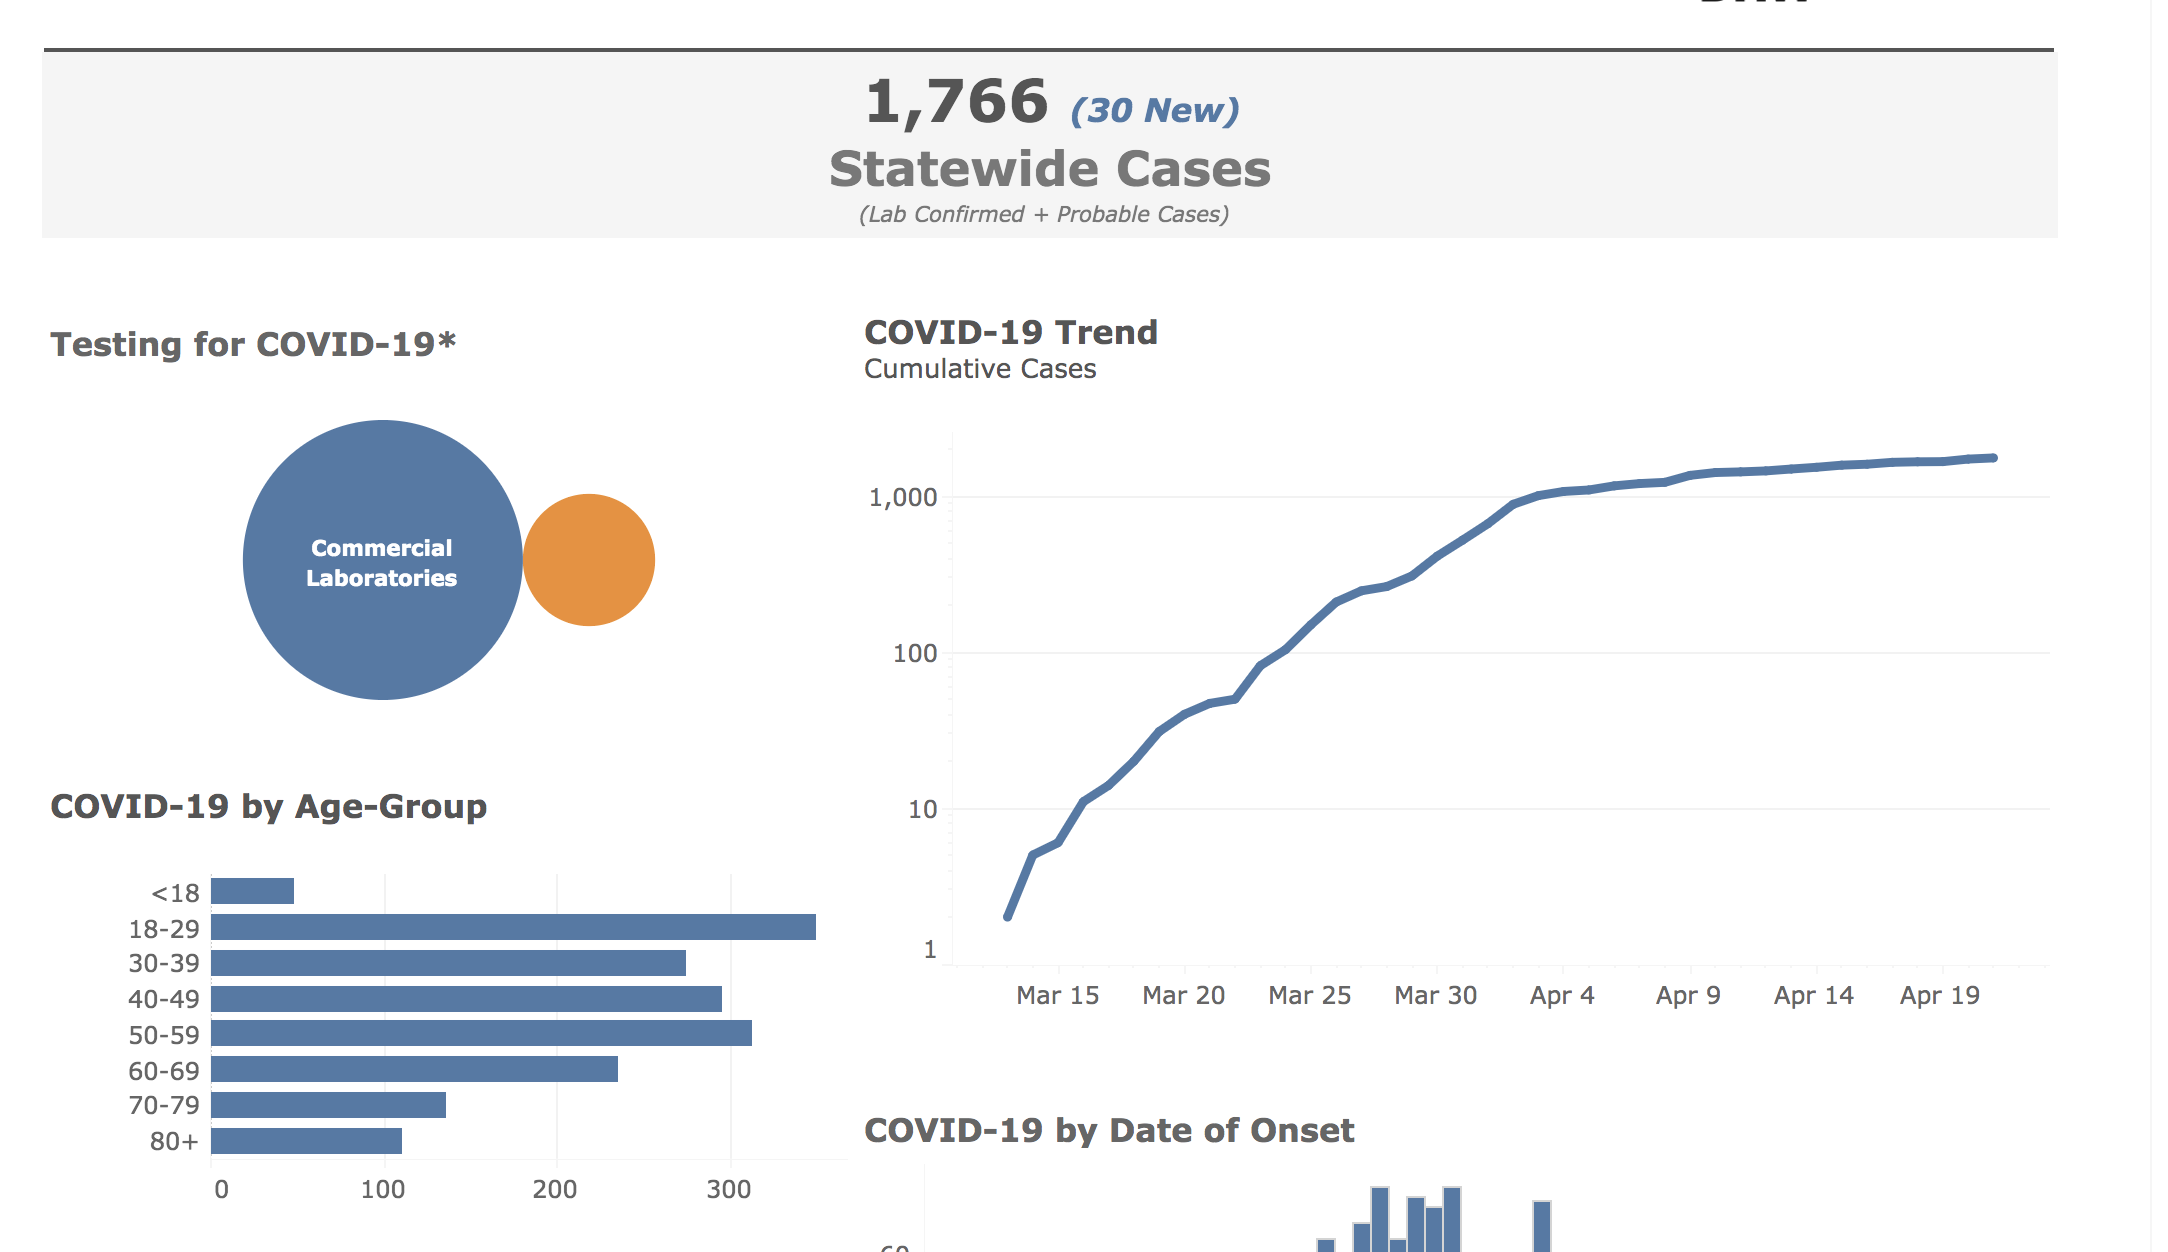 1,766 (30 New)
Statewide Cases
(Lab Confirmed + Probable Cases)
Testing for COVID-19*
Commercial
Laboratories
COVID-19 Trend
Cumulative Cases
1,000
100
10
1
Mar 15 Mar 20 Mar 25 Mar 30 Apr 4 Apr 9 Apr 14 Apr 19
COVID-19 by Age-Group
<18
18-29
30-39
40-49
50-59
60-69
70-79
80+
0 100 200 300
COVID-19 by Date of Onset
60